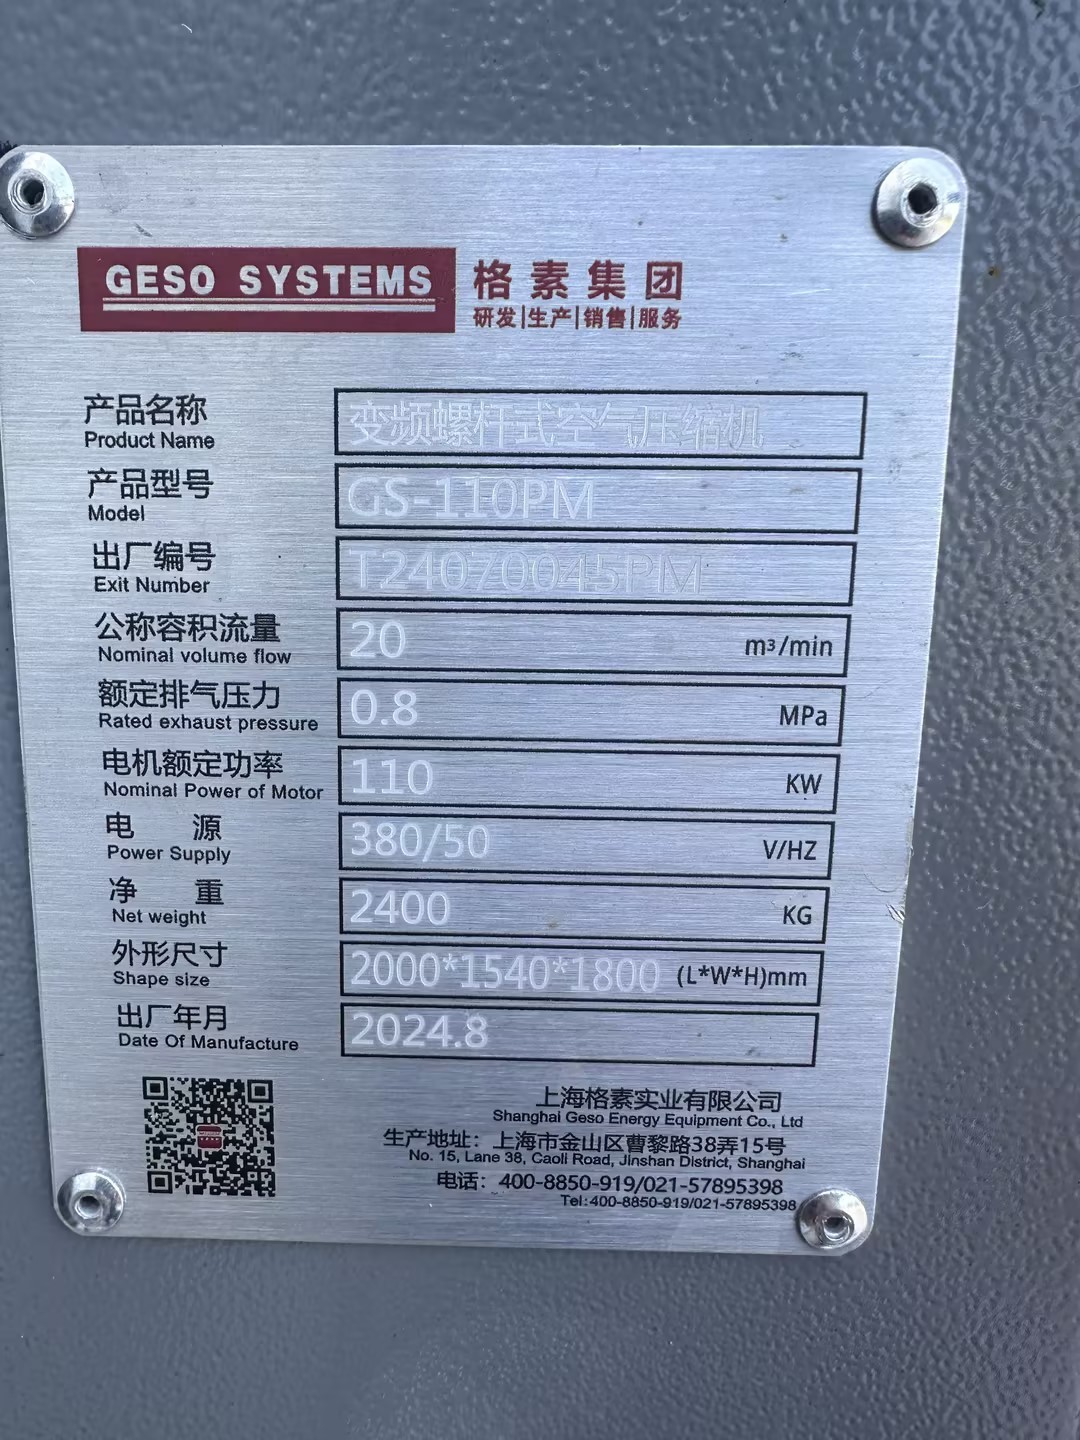 GESO SYSTEMS 格素集团
研发|生产|销售|服务
产品名称 变频螺杆式空气压缩机
Product Name
产品型号 GS-110PM
Model
出厂编号 T24070045PM
Exit Number
公称容积流量 20 m³/min
Nominal volume flow
额定排气压力 0.8 MPa
Rated exhaust pressure
电机额定功率 110 KW
Nominal Power of Motor
电 源 380/50 V/HZ
Power Supply
净 重 2400 KG
Net weight
外形尺寸 2000*1540*1800 (L*W*H)mm
Shape size
出厂年月 2024.8
Date Of Manufacture
上海格素实业有限公司
Shanghai Geso Energy Equipment Co., Ltd
生产地址：上海市金山区曹黎路38弄15号
No. 15, Lane 38, Caoli Road, Jinshan District, Shanghai
电话：400-8850-919/021-57895398
Tel:400-8850-919/021-57895398